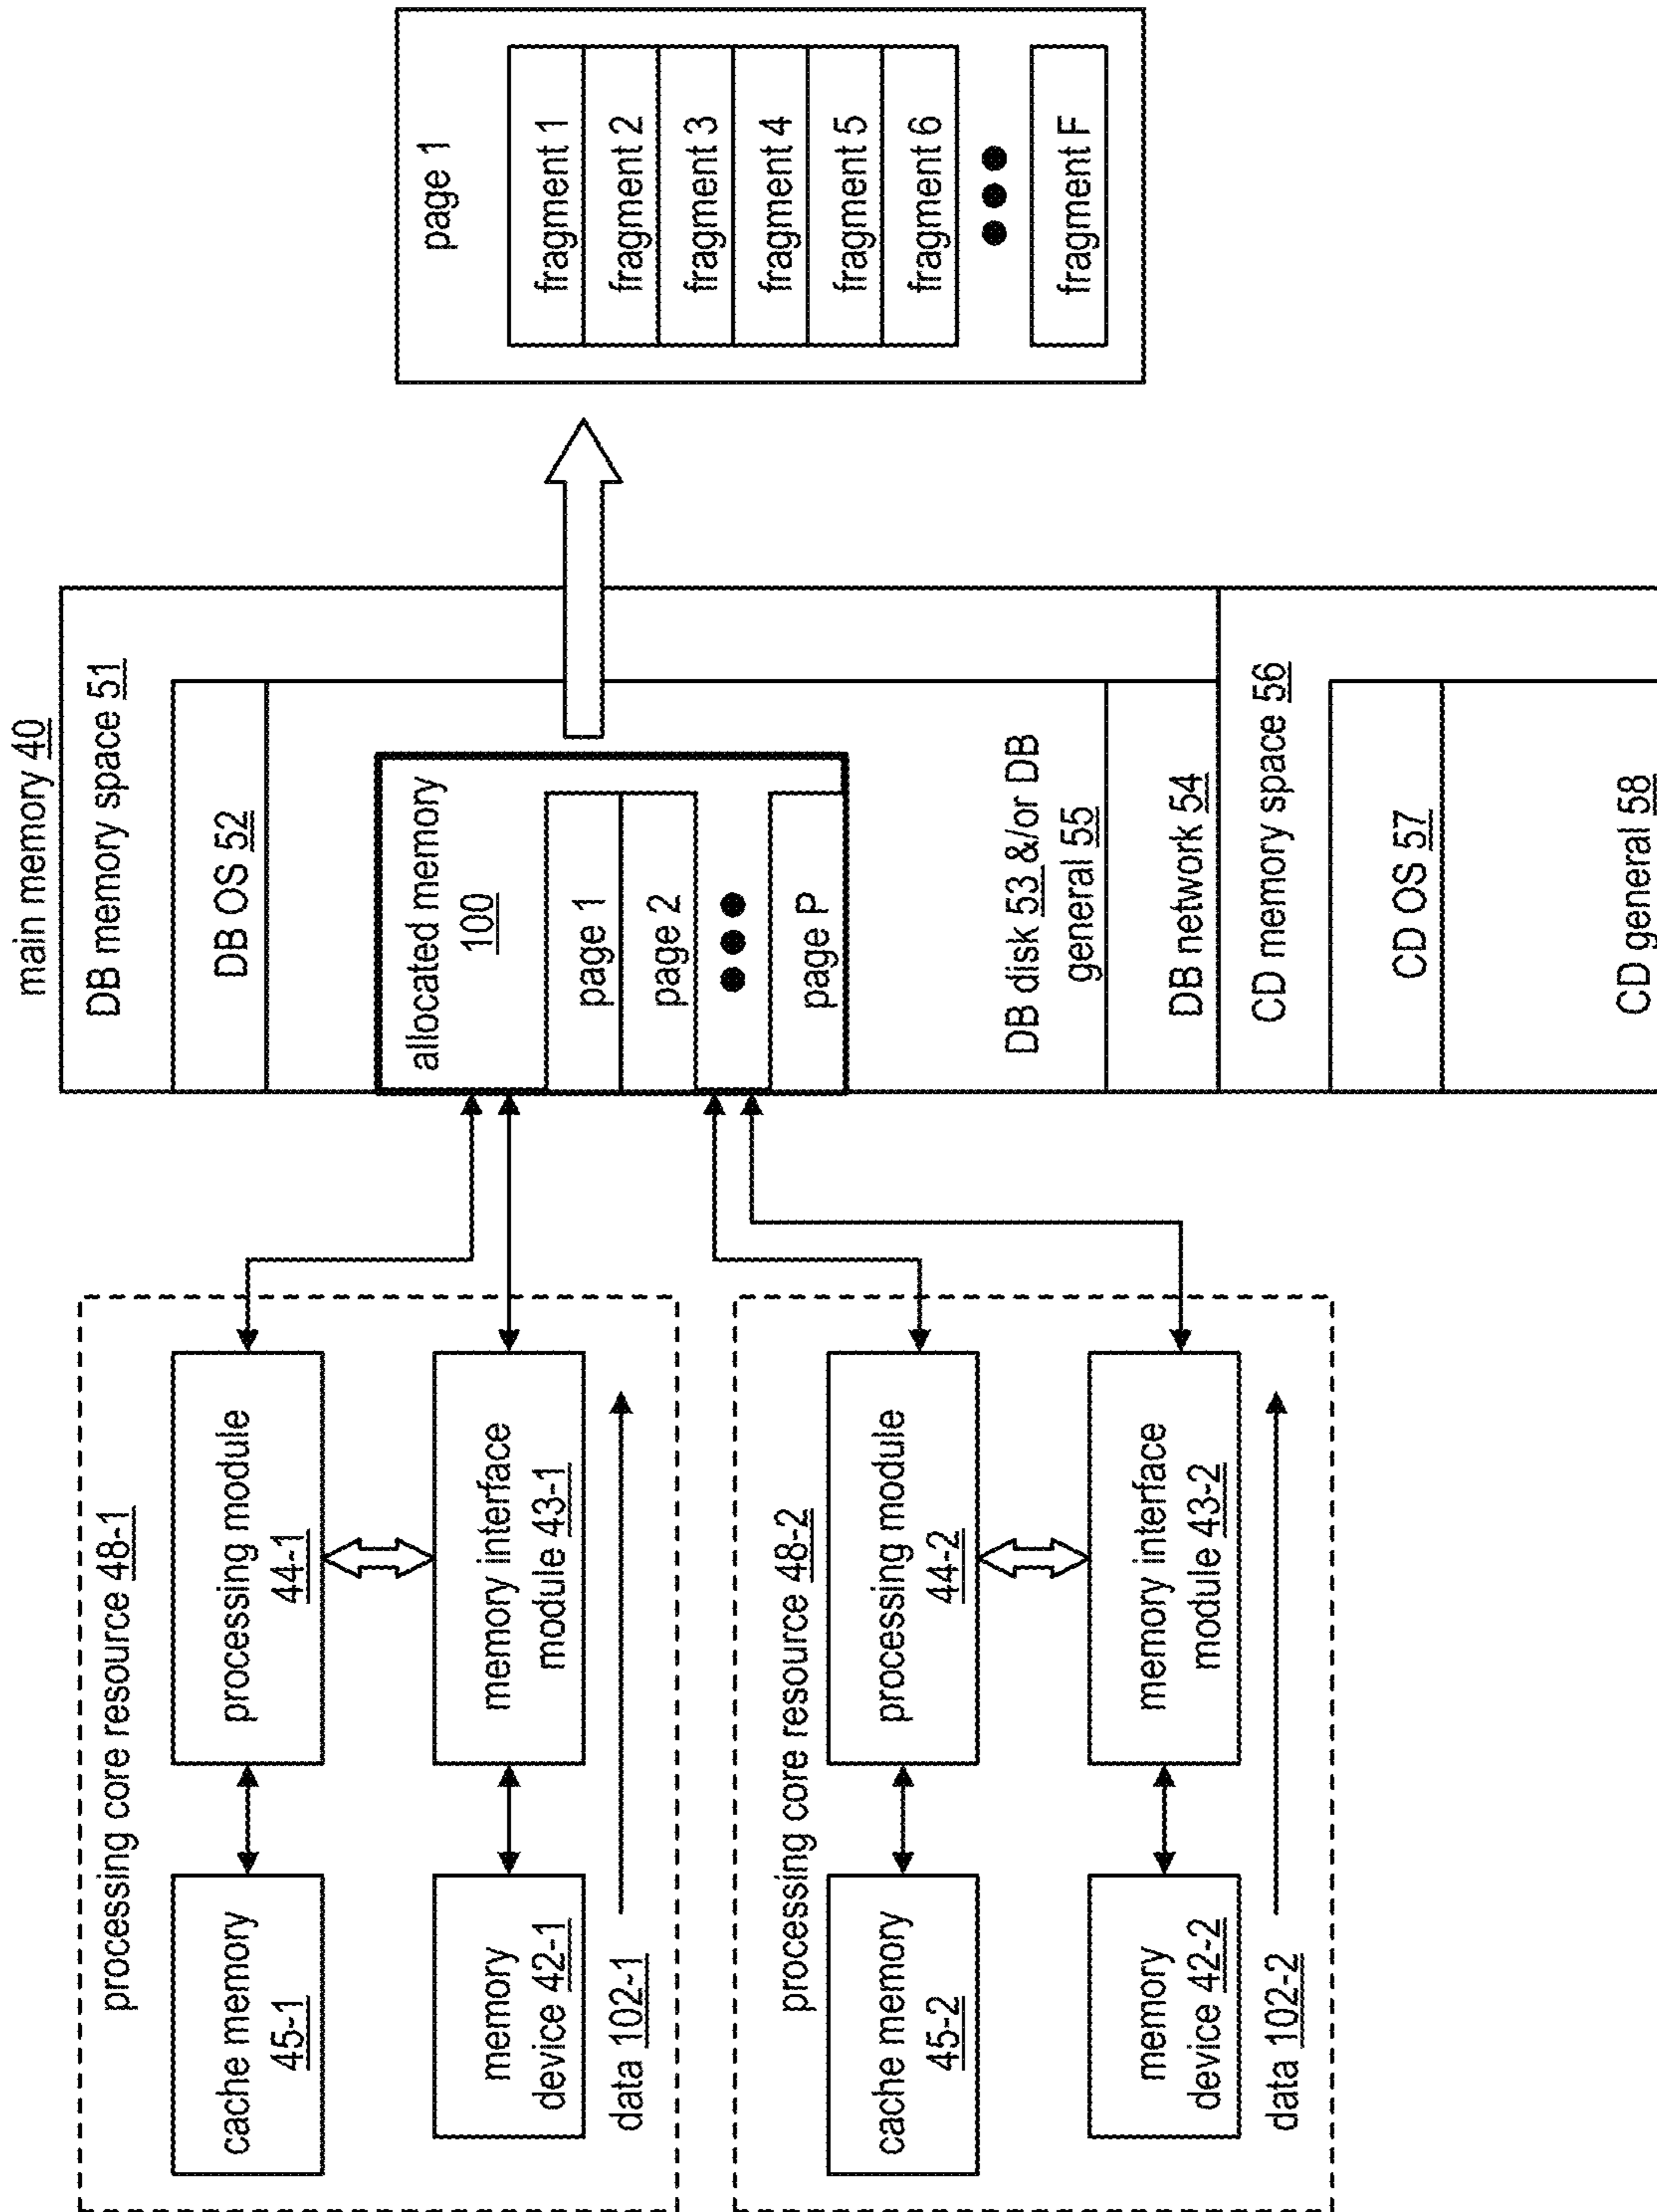 processing core resource 48-1
cache memory
45-1
processing module
44-1
memory
device 42-1
memory interface
module 43-1
data 102-1
processing core resource 48-2
cache memory
45-2
processing module
44-2
memory
device 42-2
memory interface
module 43-2
data 102-2
main memory 40
DB memory space 51
DB OS 52
allocated memory
100
page 1
page 2
page P
DB disk 53 &/or DB
general 55
DB network 54
CD memory space 56
CD OS 57
CD general 58
page 1
fragment 1
fragment 2
fragment 3
fragment 4
fragment 5
fragment 6
fragment F